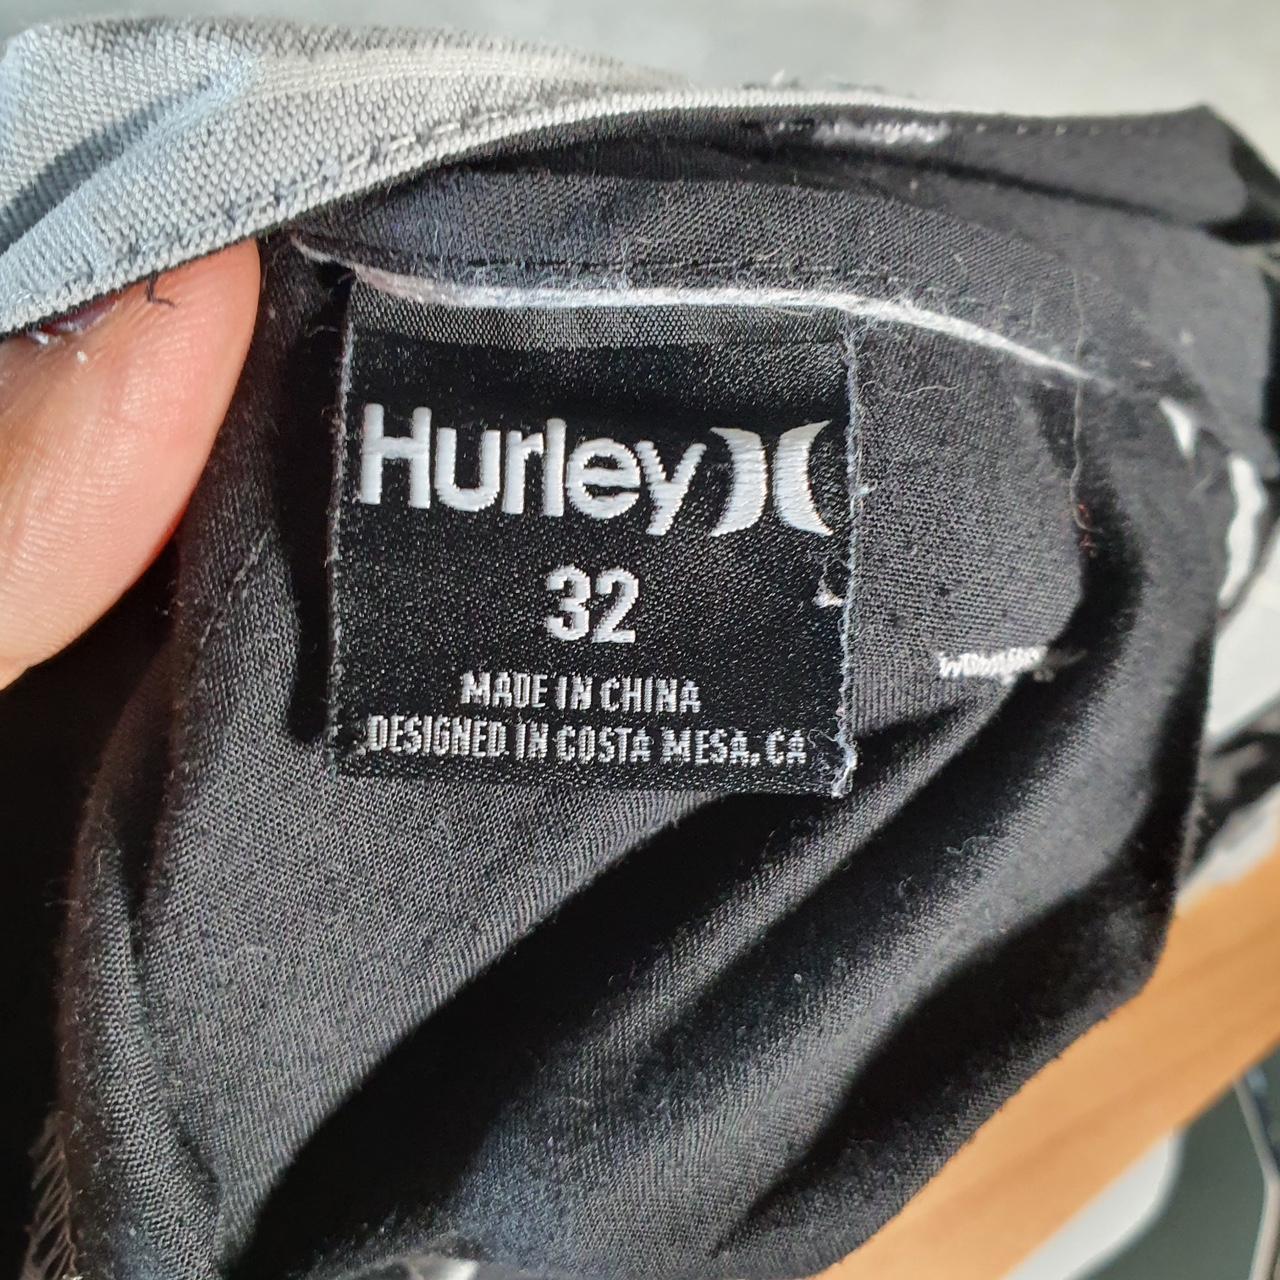 Hurley
32
MADE IN CHINA
DESIGNED IN COSTA MESA, CA